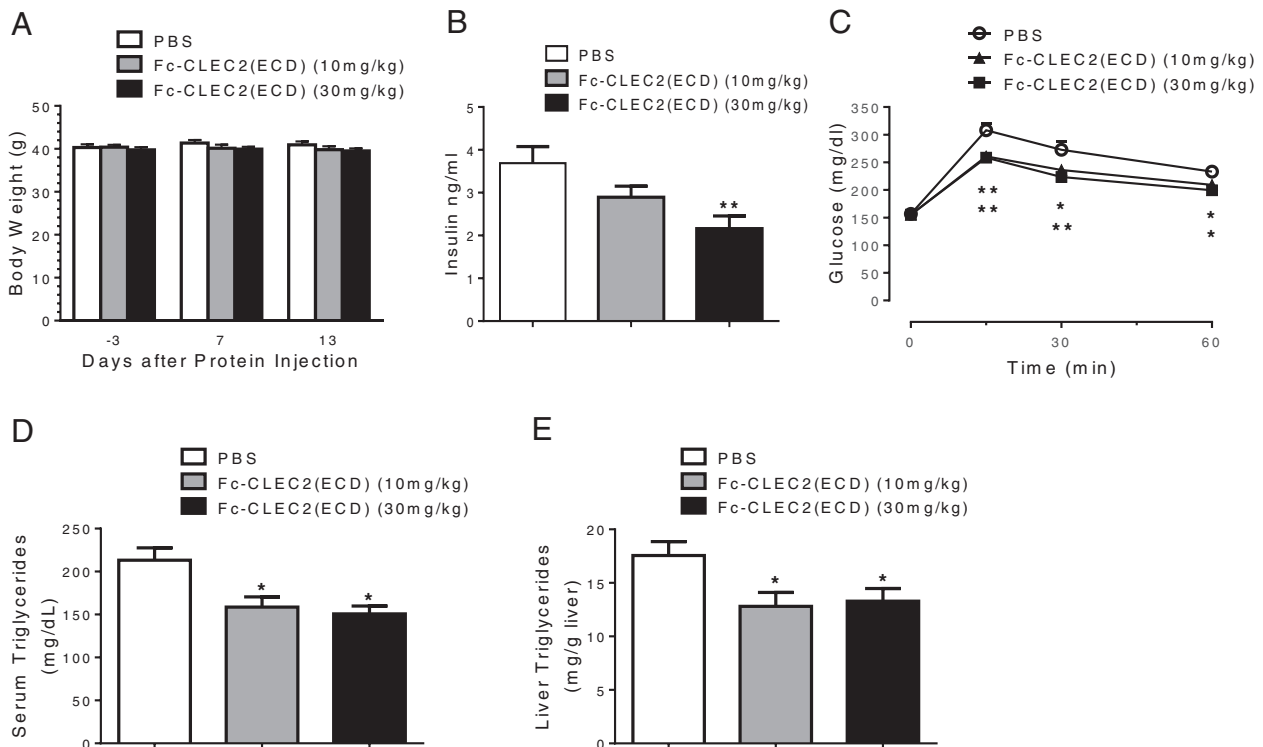 A
PBS
Fc-CLEC2(ECD) (10mg/kg)
Fc-CLEC2(ECD) (30mg/kg)
Body Weight (g)
50
40
30
20
10
0
-3 7 13
Days after Protein Injection
B
PBS
Fc-CLEC2(ECD) (10mg/kg)
Fc-CLEC2(ECD) (30mg/kg)
Insulin ng/ml
5
4
3
2
1
0
**
C
PBS
Fc-CLEC2(ECD) (10mg/kg)
Fc-CLEC2(ECD) (30mg/kg)
Glucose (mg/dl)
350
300
250
200
150
100
50
0
** * *
** ** *
0 30 60
Time (min)
D
PBS
Fc-CLEC2(ECD) (10mg/kg)
Fc-CLEC2(ECD) (30mg/kg)
Serum Triglycerides
(mg/dL)
250
200
150
100
50
0
* *
E
PBS
Fc-CLEC2(ECD) (10mg/kg)
Fc-CLEC2(ECD) (30mg/kg)
Liver Triglycerides
(mg/g liver)
20
15
10
5
0
* *